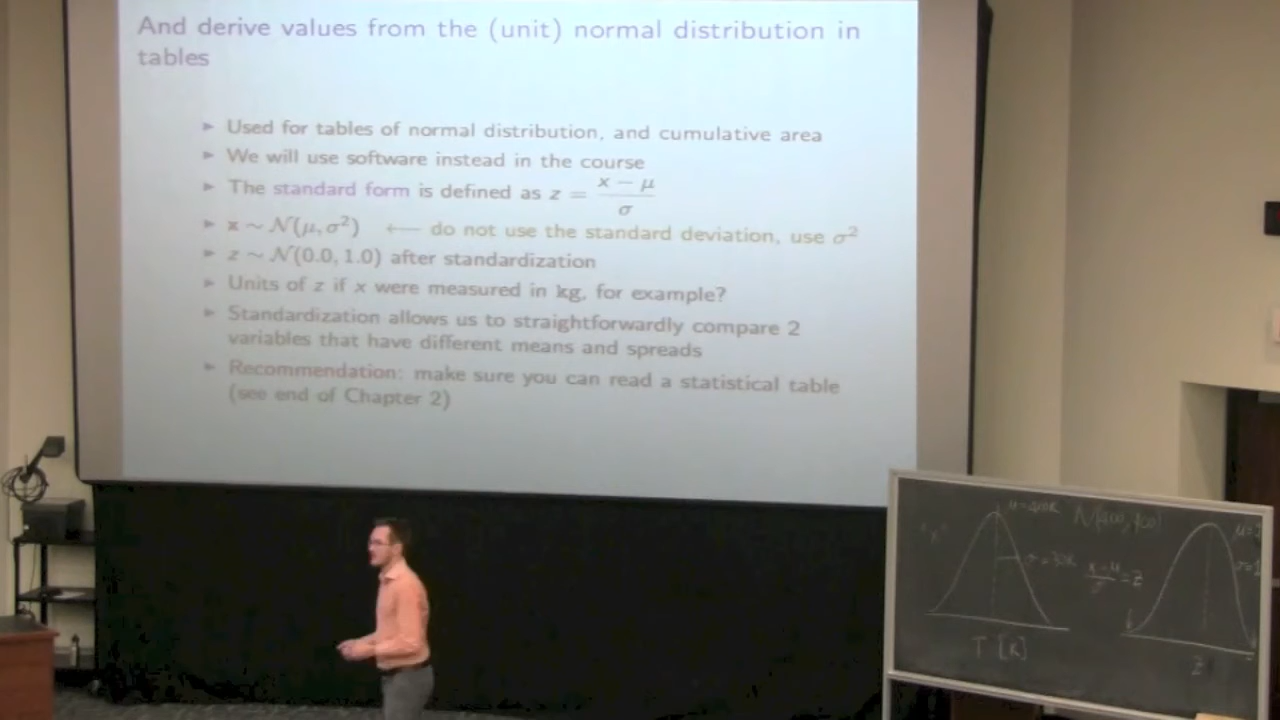 And derive values from the (unit) normal distribution in
tables
► Used for tables of normal distribution, and cumulative area
► We will use software instead in the course
► The standard form is defined as z = (x − μ)/σ
► x ∼ N(μ, σ²) ⟵ do not use the standard deviation, use σ²
► z ∼ N(0.0, 1.0) after standardization
► Units of z if x were measured in kg, for example?
► Standardization allows us to straightforwardly compare 2
variables that have different means and spreads
► Recommendation: make sure you can read a statistical table
(see end of Chapter 2)
"x"
(x − μ)/σ = z
T [K]
z